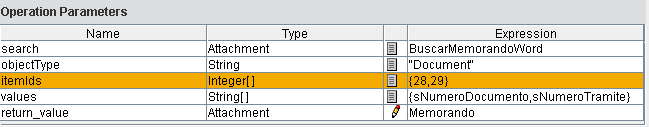 Operation Parameters
Name Type Expression
search Attachment BuscarMemorandoWord
objectType String "Document"
itemIds Integer[] {28,29}
values String[] {sNumeroDocumento,sNumeroTramite}
return_value Attachment Memorando